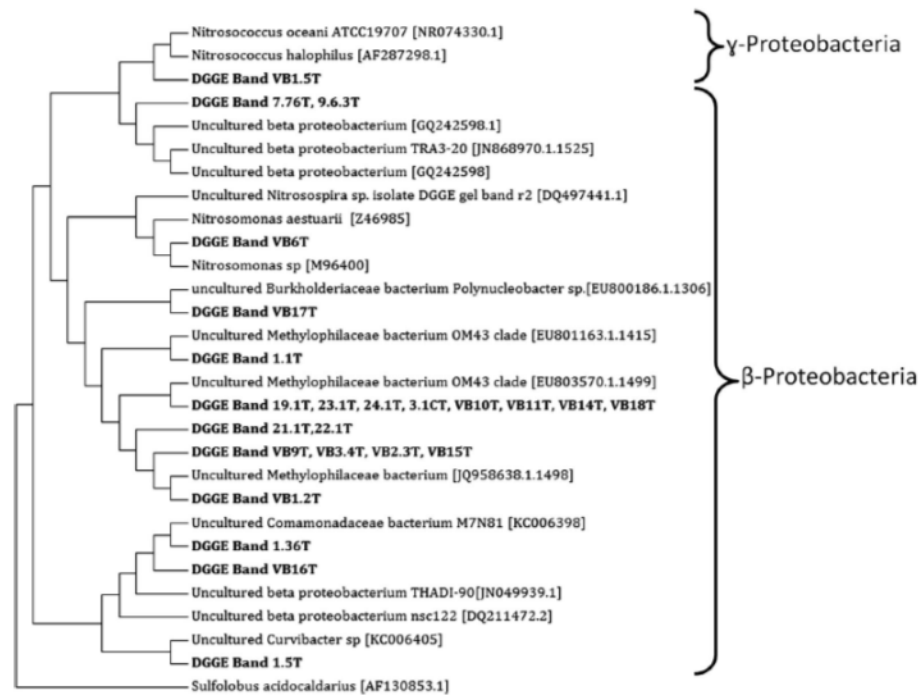 Nitrosococcus oceani ATCC19707 [NR074330.1]
Nitrosococcus halophilus [AF287298.1]
DGGE Band VB1.5T
ɣ-Proteobacteria
DGGE Band 7.76T, 9.6.3T
Uncultured beta proteobacterium [GQ242598.1]
Uncultured beta proteobacterium TRA3-20 [JN868970.1.1525]
Uncultured beta proteobacterium [GQ242598]
Uncultured Nitrosospira sp. isolate DGGE gel band r2 [DQ497441.1]
Nitrosomonas aestuarii [Z46985]
DGGE Band VB6T
Nitrosomonas sp [M96400]
uncultured Burkholderiaceae bacterium Polynucleobacter sp.[EU800186.1.1306]
DGGE Band VB17T
Uncultured Methylophilaceae bacterium OM43 clade [EU801163.1.1415]
DGGE Band 1.1T
Uncultured Methylophilaceae bacterium OM43 clade [EU803570.1.1499]
DGGE Band 19.1T, 23.1T, 24.1T, 3.1CT, VB10T, VB11T, VB14T, VB18T
DGGE Band 21.1T,22.1T
DGGE Band VB9T, VB3.4T, VB2.3T, VB15T
Uncultured Methylophilaceae bacterium [JQ958638.1.1498]
DGGE Band VB1.2T
Uncultured Comamonadaceae bacterium M7N81 [KC006398]
DGGE Band 1.36T
DGGE Band VB16T
Uncultured beta proteobacterium THADI-90[JN049939.1]
Uncultured beta proteobacterium nsc122 [DQ211472.2]
Uncultured Curvibacter sp [KC006405]
DGGE Band 1.5T
β-Proteobacteria
Sulfolobus acidocaldarius [AF130853.1]